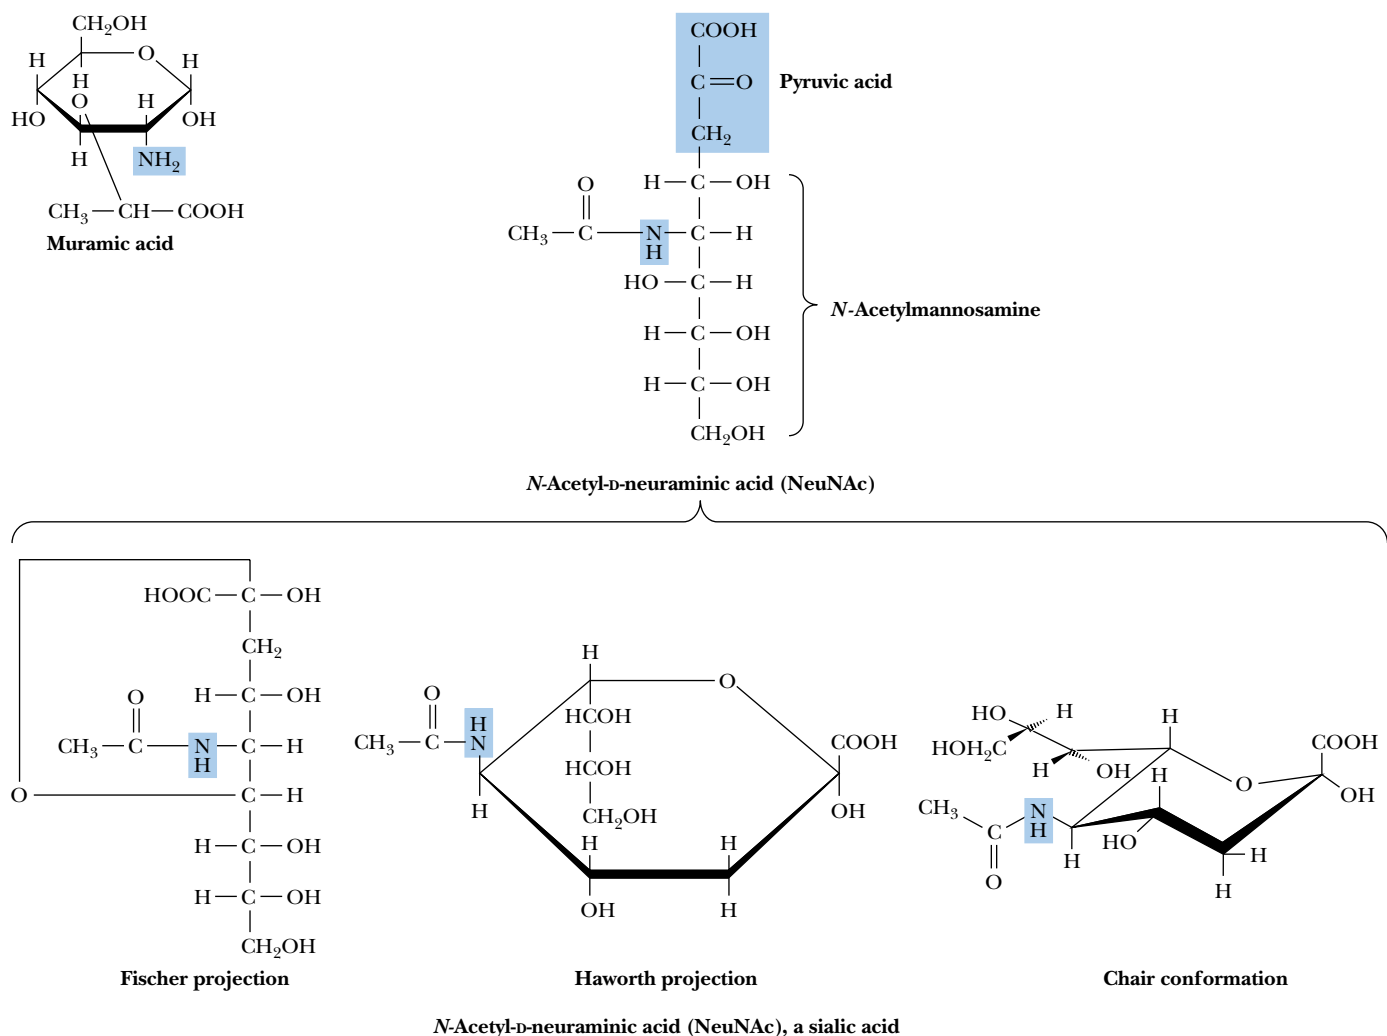 CH₂OH
H
O
H
H
O
H
HO
OH
H
NH₂
CH₃—CH—COOH
Muramic acid
COOH
C=O
Pyruvic acid
CH₂
O
H—C—OH
CH₃—C—N—C—H
H
HO—C—H
N-Acetylmannosamine
H—C—OH
H—C—OH
CH₂OH
N-Acetyl-D-neuraminic acid (NeuNAc)
HOOC—C—OH
CH₂
H—C—OH
O
CH₃—C—N—C—H
H
O
C—H
H—C—OH
H—C—OH
CH₂OH
Fischer projection
H
O
O
H
CH₃—C—N
HCOH
COOH
HCOH
H
CH₂OH
OH
H
H
OH
H
Haworth projection
HO
H
HOH₂C
H
COOH
H
OH
H
O
OH
CH₃
N
H
C
HO
H
H
O
H
Chair conformation
N-Acetyl-D-neuraminic acid (NeuNAc), a sialic acid